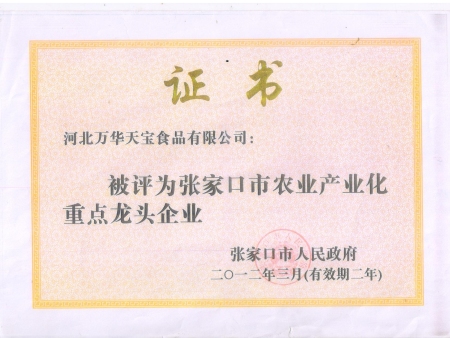 证书
河北万华天宝食品有限公司：
被评为张家口市农业产业化
重点龙头企业
张家口市人民政府
二〇一二年三月(有效期二年)